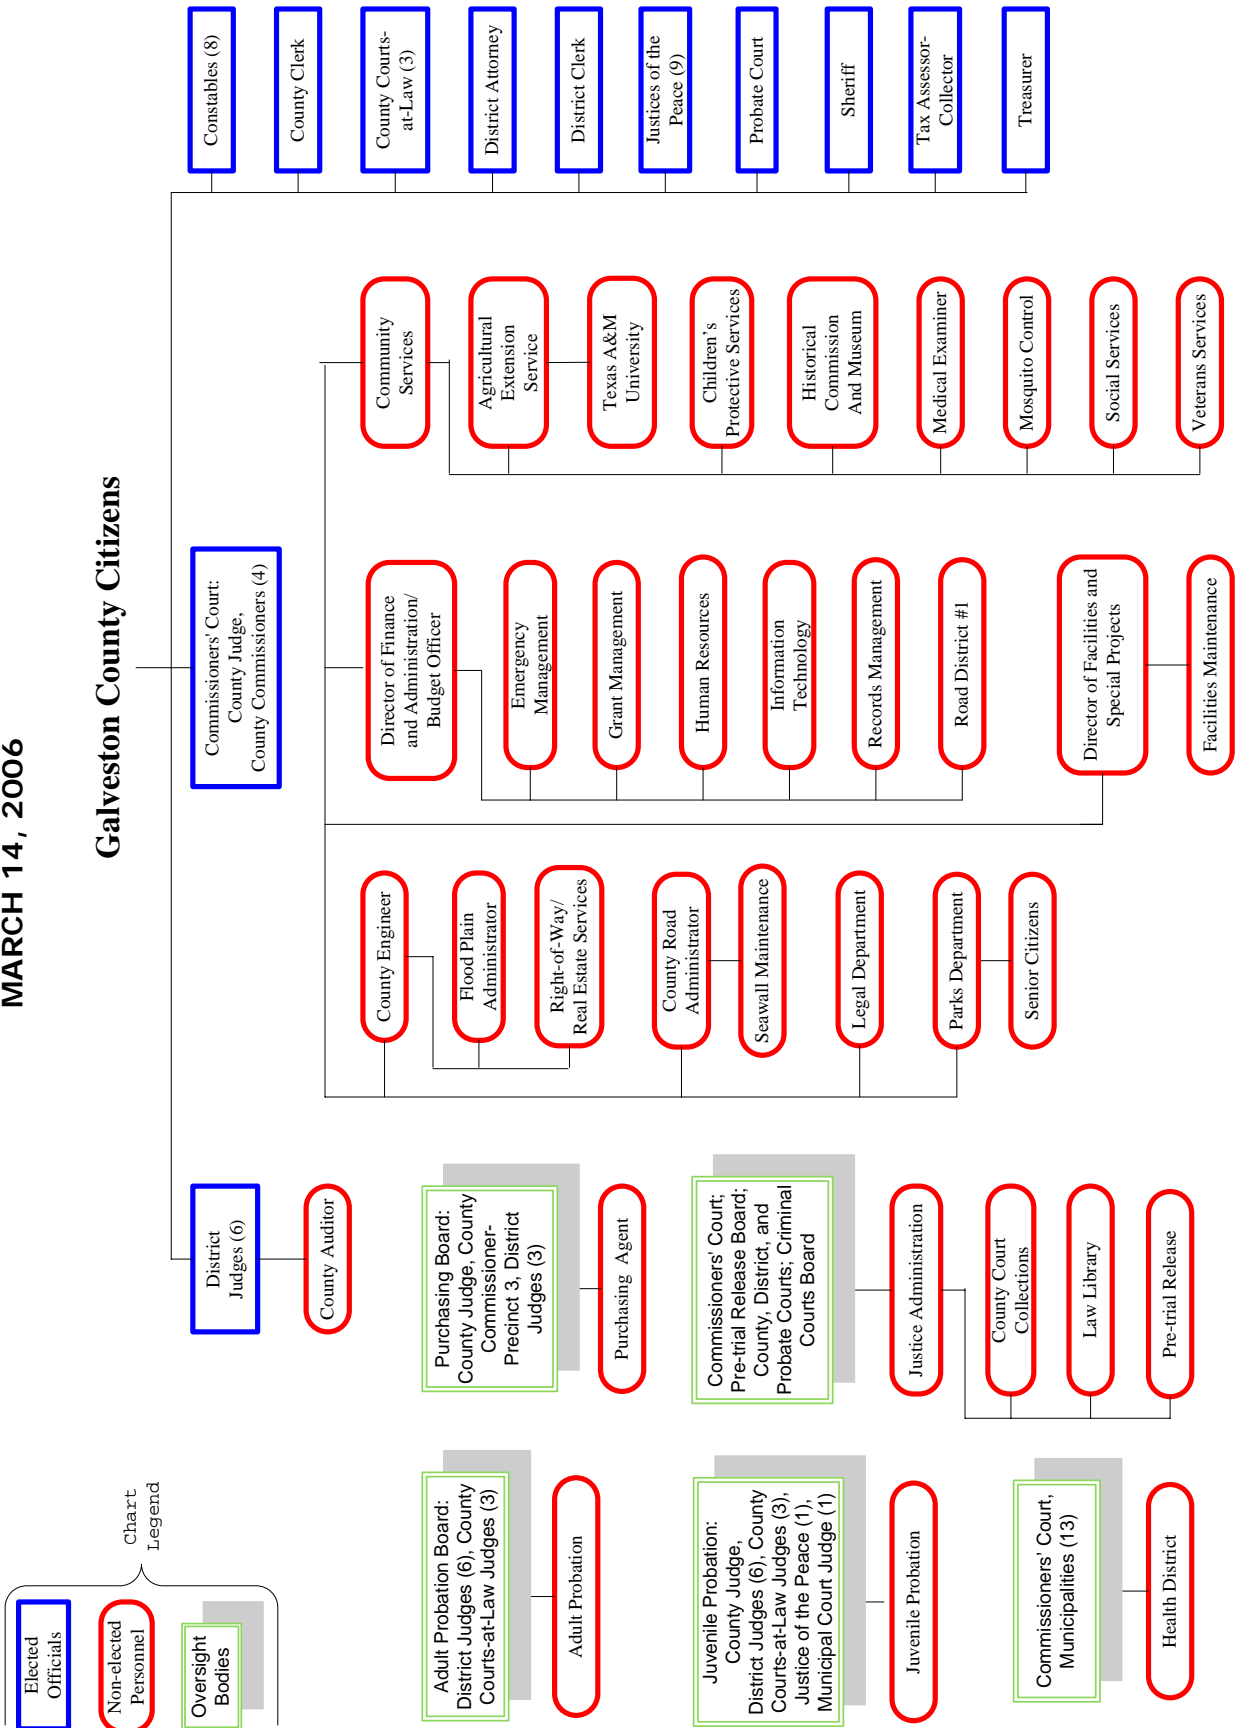 MARCH 14, 2006
Galveston County Citizens
Elected
Officials
Non-elected
Personnel
Oversight
Bodies
Chart
Legend
District
Judges (6)
County Auditor
Commissioners' Court:
County Judge,
County Commissioners (4)
Constables (8)
County Clerk
County Courts-
at-Law (3)
District Attorney
District Clerk
Justices of the
Peace (9)
Probate Court
Sheriff
Tax Assessor-
Collector
Treasurer
Adult Probation Board:
District Judges (6), County
Courts-at-Law Judges (3)
Adult Probation
Juvenile Probation:
County Judge,
District Judges (6), County
Courts-at-Law Judges (3),
Justice of the Peace (1),
Municipal Court Judge (1)
Juvenile Probation
Commissioners' Court,
Municipalities (13)
Health District
Purchasing Board:
County Judge, County
Commissioner-
Precinct 3, District
Judges (3)
Purchasing Agent
Commissioners' Court;
Pre-trial Release Board;
County, District, and
Probate Courts; Criminal
Courts Board
Justice Administration
County Court
Collections
Law Library
Pre-trial Release
County Engineer
Flood Plain
Administrator
Right-of-Way/
Real Estate Services
County Road
Administrator
Seawall Maintenance
Legal Department
Parks Department
Senior Citizens
Director of Finance
and Administration/
Budget Officer
Emergency
Management
Grant Management
Human Resources
Information
Technology
Records Management
Road District #1
Director of Facilities and
Special Projects
Facilities Maintenance
Community
Services
Agricultural
Extension
Service
Texas A&M
University
Children's
Protective Services
Historical
Commission
And Museum
Medical Examiner
Mosquito Control
Social Services
Veterans Services